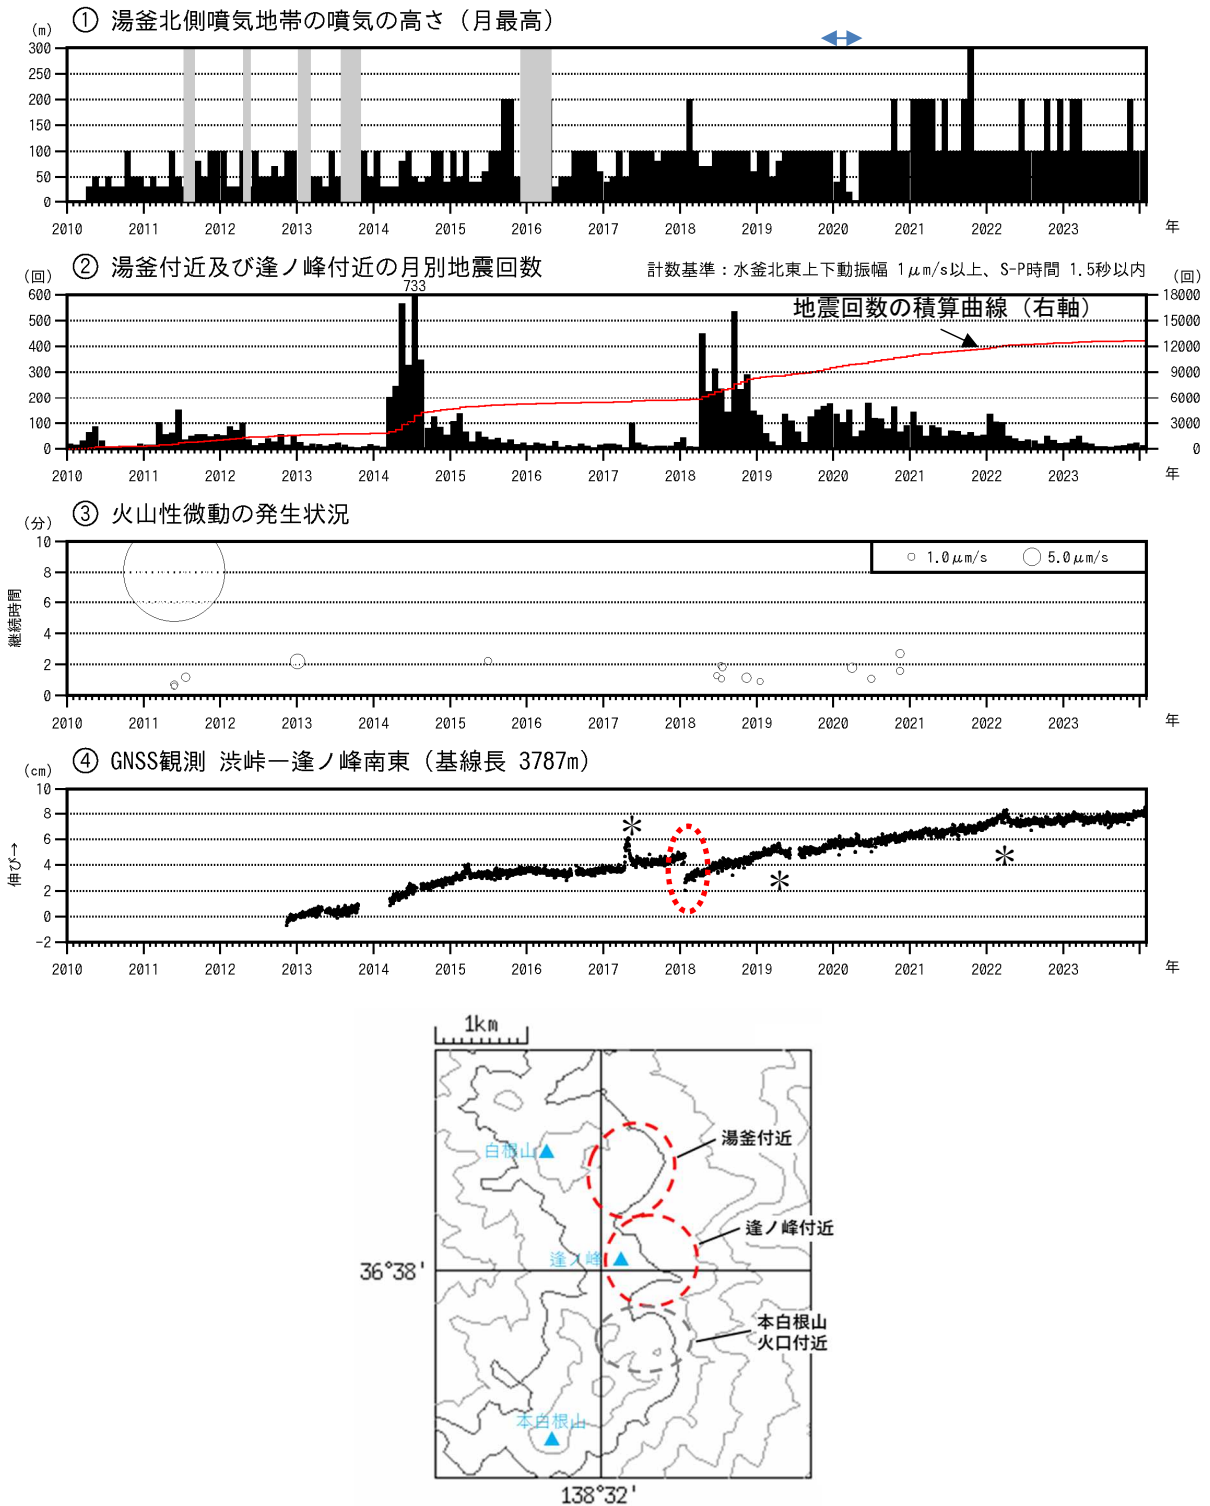 ① 湯釜北側噴気地帯の噴気の高さ（月最高）
(m)
300
250
200
150
100
50
0
2010 2011 2012 2013 2014 2015 2016 2017 2018 2019 2020 2021 2022 2023 年
② 湯釜付近及び逢ノ峰付近の月別地震回数
計数基準：水釜北東上下動振幅 1μm/s以上、S-P時間 1.5秒以内
(回) (回)
733
地震回数の積算曲線（右軸）
600 18000
500 15000
400 12000
300 9000
200 6000
100 3000
0 0
2010 2011 2012 2013 2014 2015 2016 2017 2018 2019 2020 2021 2022 2023 年
③ 火山性微動の発生状況
(分)
継続時間
1.0μm/s 5.0μm/s
10
8
6
4
2
0
2010 2011 2012 2013 2014 2015 2016 2017 2018 2019 2020 2021 2022 2023 年
④ GNSS観測 渋峠－逢ノ峰南東（基線長 3787m）
(cm)
伸び→
10
8
6
4
2
0
-2
＊
＊
＊
2010 2011 2012 2013 2014 2015 2016 2017 2018 2019 2020 2021 2022 2023 年
1km
湯釜付近
白根山
逢ノ峰付近
逢ノ峰
36°38'
本白根山
火口付近
本白根山
138°32'